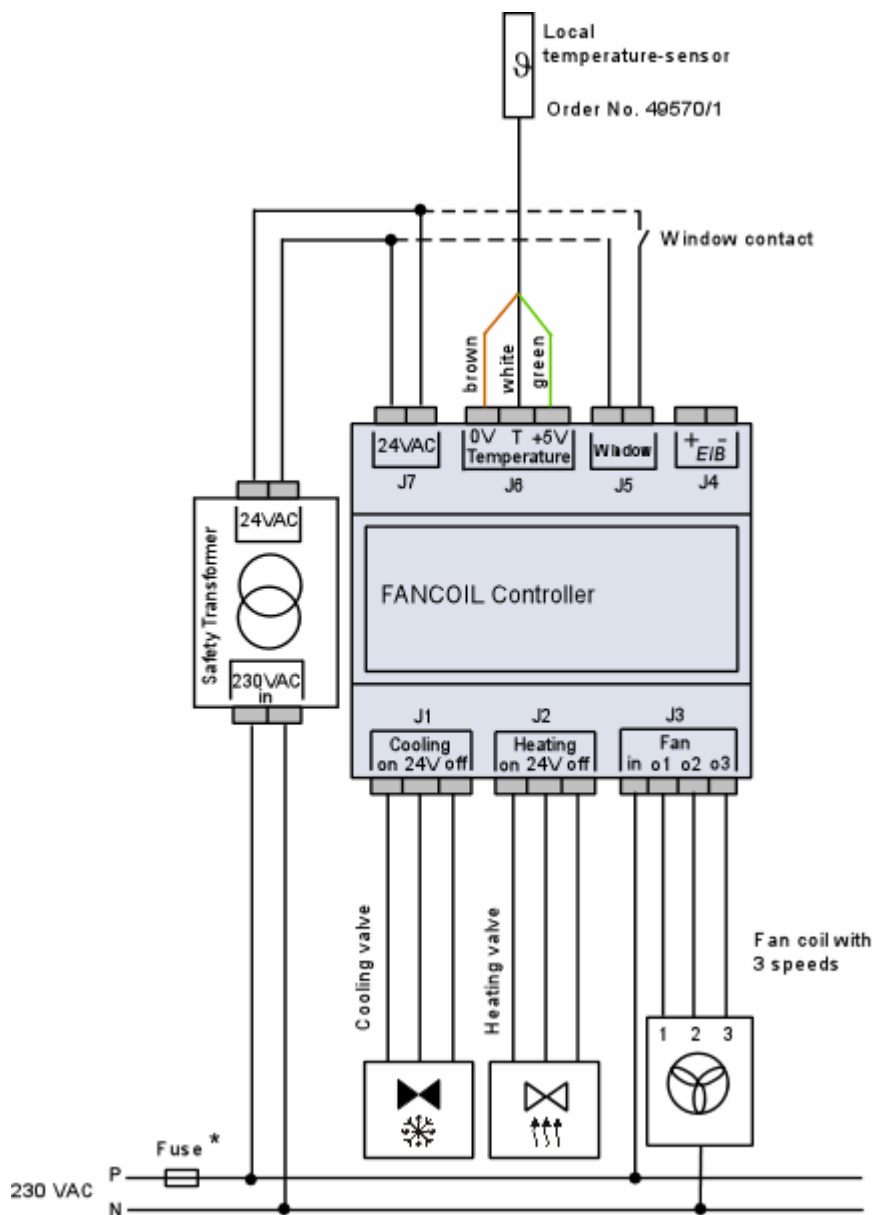 Local
temperature-sensor
ϑ
Order No. 49570/1
Window contact
brown
white
green
24VAC
0V T +5V
Temperature
Window
+ -
EIB
J7
J6
J5
J4
24VAC
Safety Transformer
230VAC
in
FANCOIL Controller
J1
J2
J3
Cooling
on 24V off
Heating
on 24V off
Fan
in o1 o2 o3
Cooling valve
Heating valve
Fan coil with
3 speeds
1 2 3
Fuse *
P
230 VAC
N